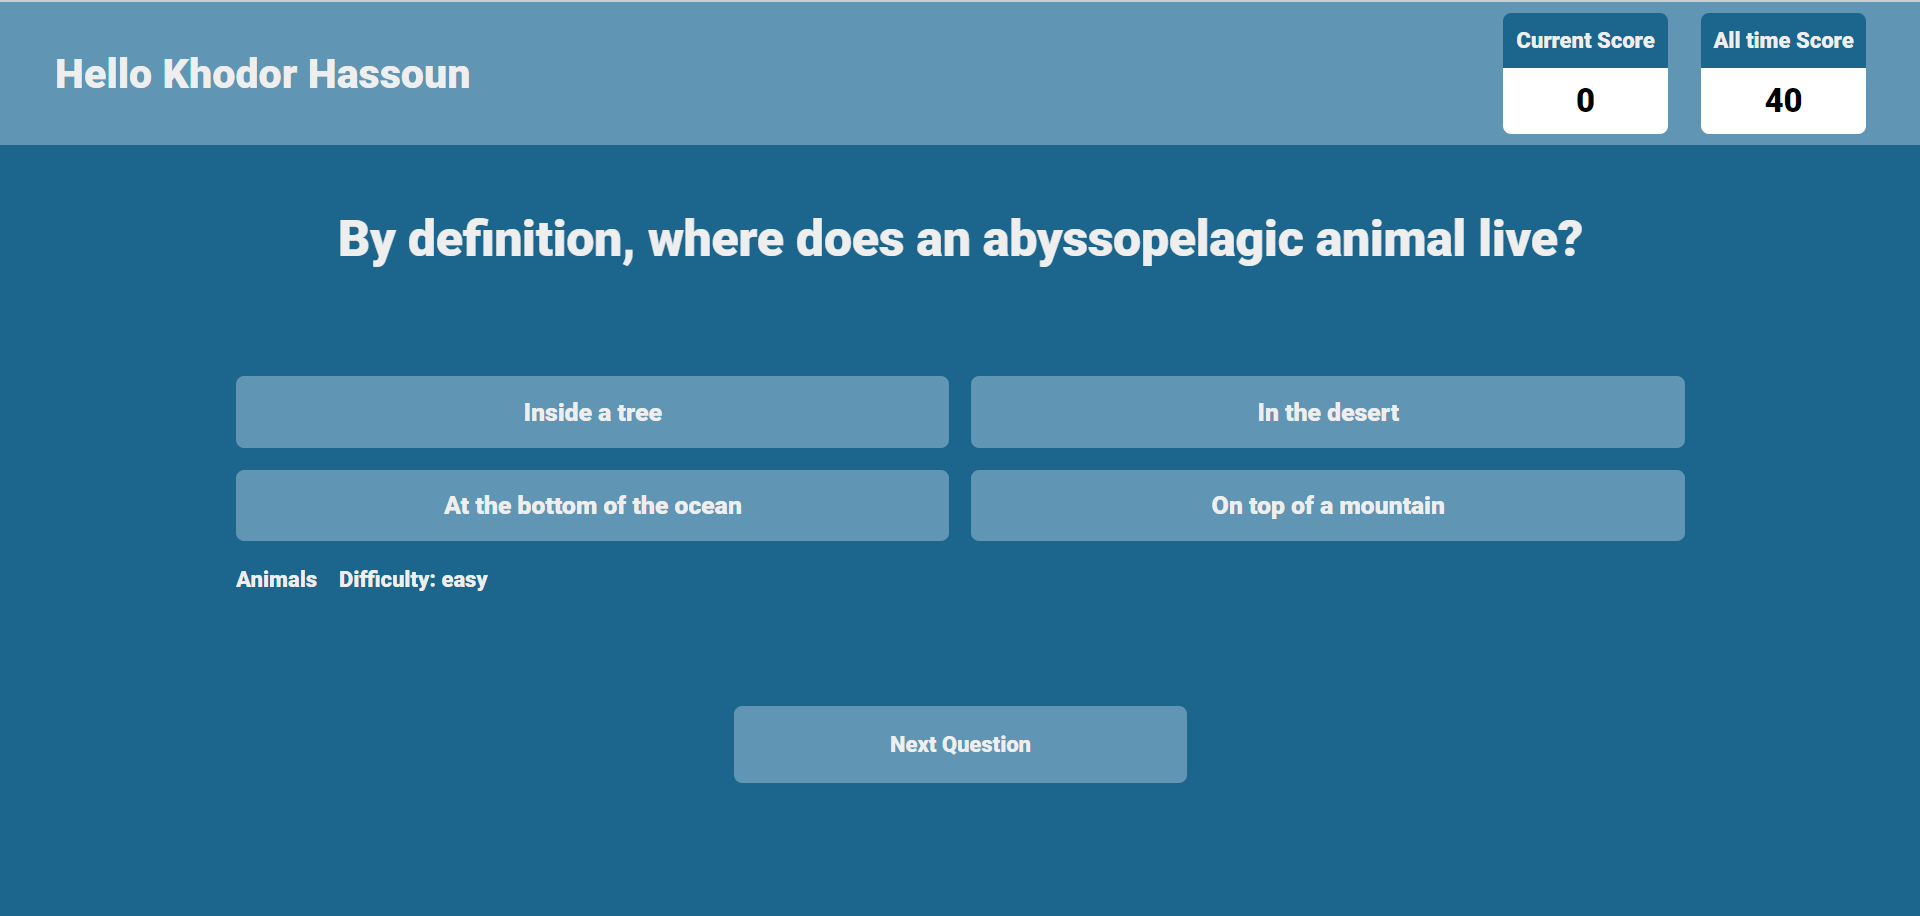 Hello Khodor Hassoun
Current Score
0
All time Score
40
By definition, where does an abyssopelagic animal live?
Inside a tree
In the desert
At the bottom of the ocean
On top of a mountain
Animals Difficulty: easy
Next Question